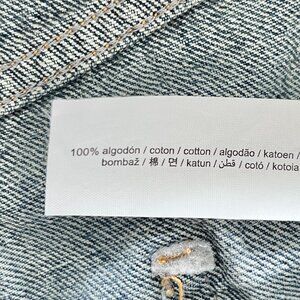 100% algodón / coton / cotton / algodão / katoen /
bombaž / 棉 / 면 / katun / قطن / cotó / kotoia